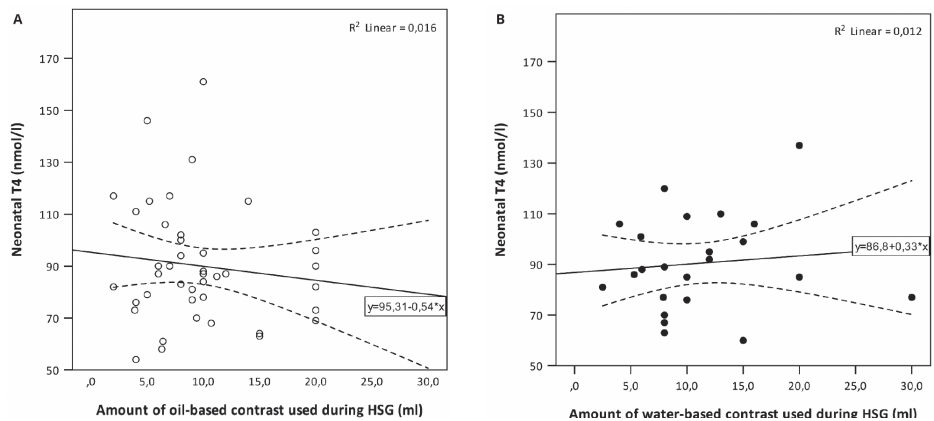 A
R² Linear = 0,016
170
150
130
110
90
70
50
Neonatal T4 (nmol/l)
y=95,31-0,54*x
,0 5,0 10,0 15,0 20,0 25,0 30,0
Amount of oil-based contrast used during HSG (ml)
B
R² Linear = 0,012
170
150
130
110
90
70
50
Neonatal T4 (nmol/l)
y=86,8+0,33*x
,0 5,0 10,0 15,0 20,0 25,0 30,0
Amount of water-based contrast used during HSG (ml)